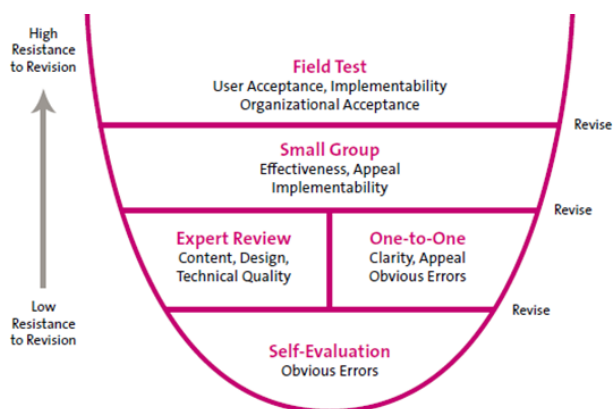 High
Resistance
to Revision
Field Test
User Acceptance, Implementability
Organizational Acceptance
Revise
Small Group
Effectiveness, Appeal
Implementability
Revise
Expert Review
Content, Design,
Technical Quality
One-to-One
Clarity, Appeal
Obvious Errors
Revise
Low
Resistance
to Revision
Self-Evaluation
Obvious Errors